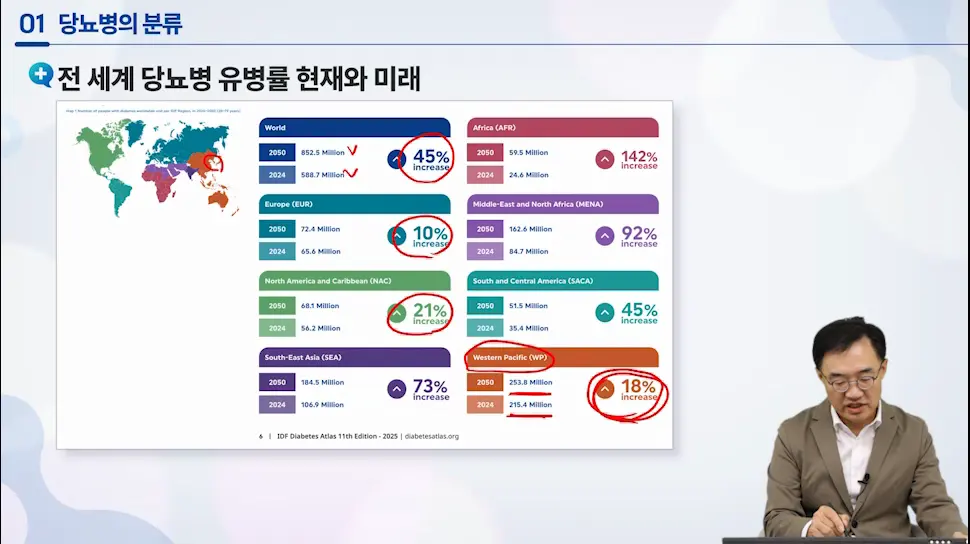 01 당뇨병의 분류
전 세계 당뇨병 유병률 현재와 미래
World
2050 852.5 Million
2024 588.7 Million
45% increase
Africa (AFR)
2050 59.5 Million
2024 24.6 Million
142% increase
Europe (EUR)
2050 72.4 Million
2024 65.6 Million
10% increase
Middle-East and North Africa (MENA)
2050 162.6 Million
2024 84.7 Million
92% increase
North America and Caribbean (NAC)
2050 68.1 Million
2024 56.2 Million
21% increase
South and Central America (SACA)
2050 51.5 Million
2024 35.4 Million
45% increase
South-East Asia (SEA)
2050 184.5 Million
2024 106.9 Million
73% increase
Western Pacific (WP)
2050 253.8 Million
2024 215.4 Million
18% increase
6 | IDF Diabetes Atlas 11th Edition - 2025 | diabetesatlas.org